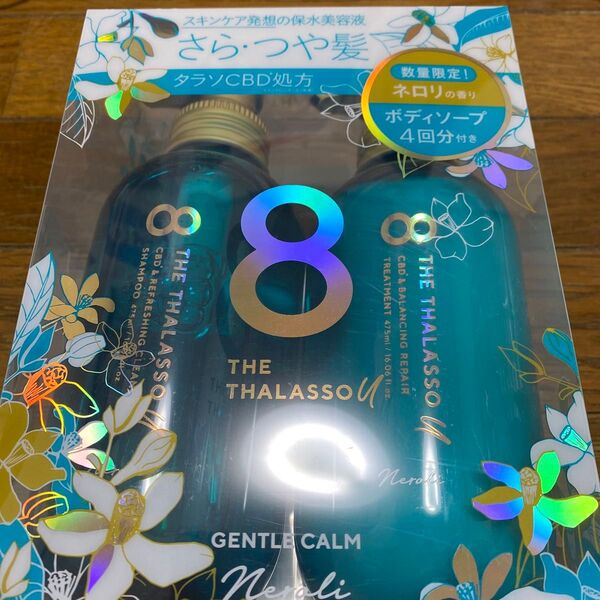 スキンケア発想の保水美容液
さら・つや髪
タラソCBD*処方
数量限定!
ネロリの香り
ボディソープ
4回分付き
8 THE THALASSO u
CBD* & REFRESHING CLEAR
SHAMPOO 475ml
8
THE
THALASSO u
8 THE THALASSO u
CBD* & BALANCING REPAIR
TREATMENT 475ml / 16.06 fl.oz.
Neroli
GENTLE CALM
Neroli